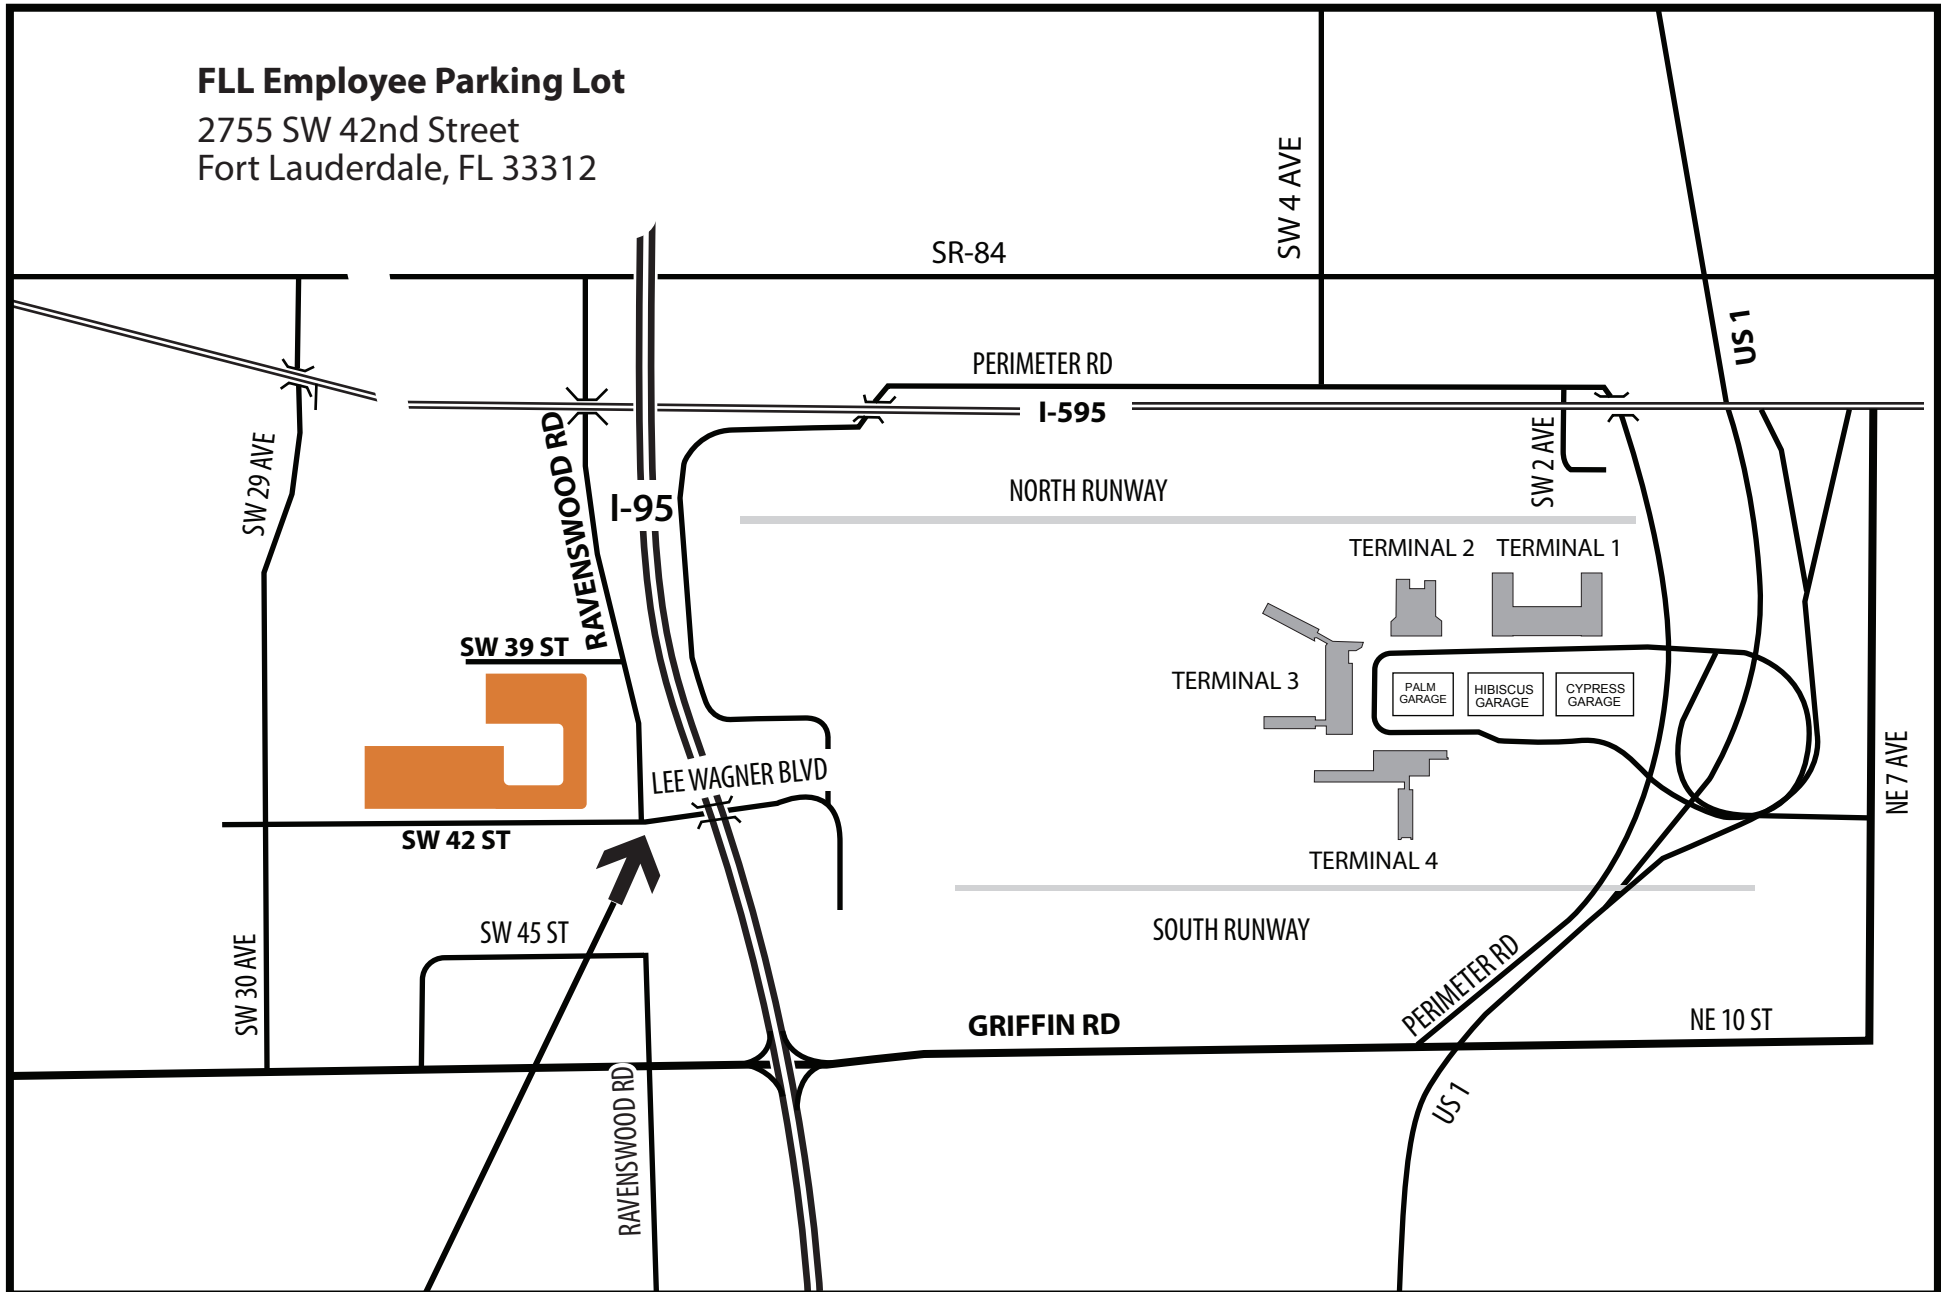 FLL Employee Parking Lot
2755 SW 42nd Street
Fort Lauderdale, FL 33312
SW 4 AVE
SR-84
US 1
PERIMETER RD
I-595
SW 29 AVE
RAVENSWOOD RD
SW 2 AVE
I-95
NORTH RUNWAY
TERMINAL 2
TERMINAL 1
SW 39 ST
TERMINAL 3
PALM
GARAGE
HIBISCUS
GARAGE
CYPRESS
GARAGE
LEE WAGNER BLVD
NE 7 AVE
SW 42 ST
TERMINAL 4
SW 45 ST
SOUTH RUNWAY
SW 30 AVE
PERIMETER RD
GRIFFIN RD
NE 10 ST
RAVENSWOOD RD
US 1